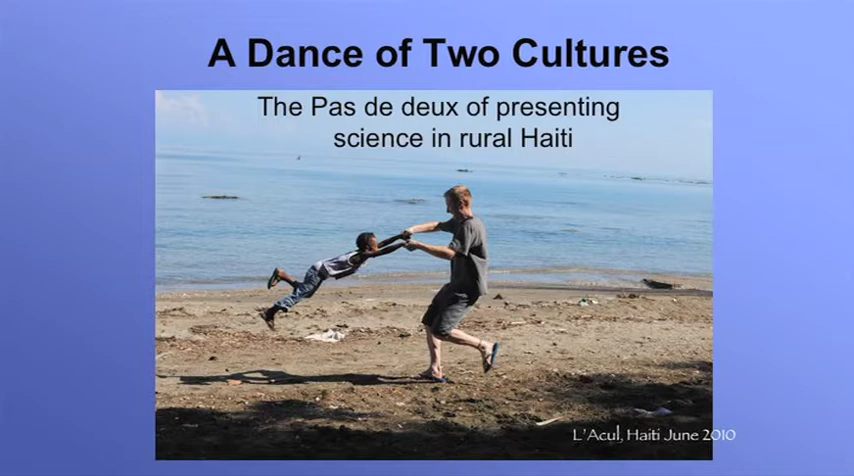 A Dance of Two Cultures
The Pas de deux of presenting
science in rural Haiti
L'Acul, Haiti June 2010